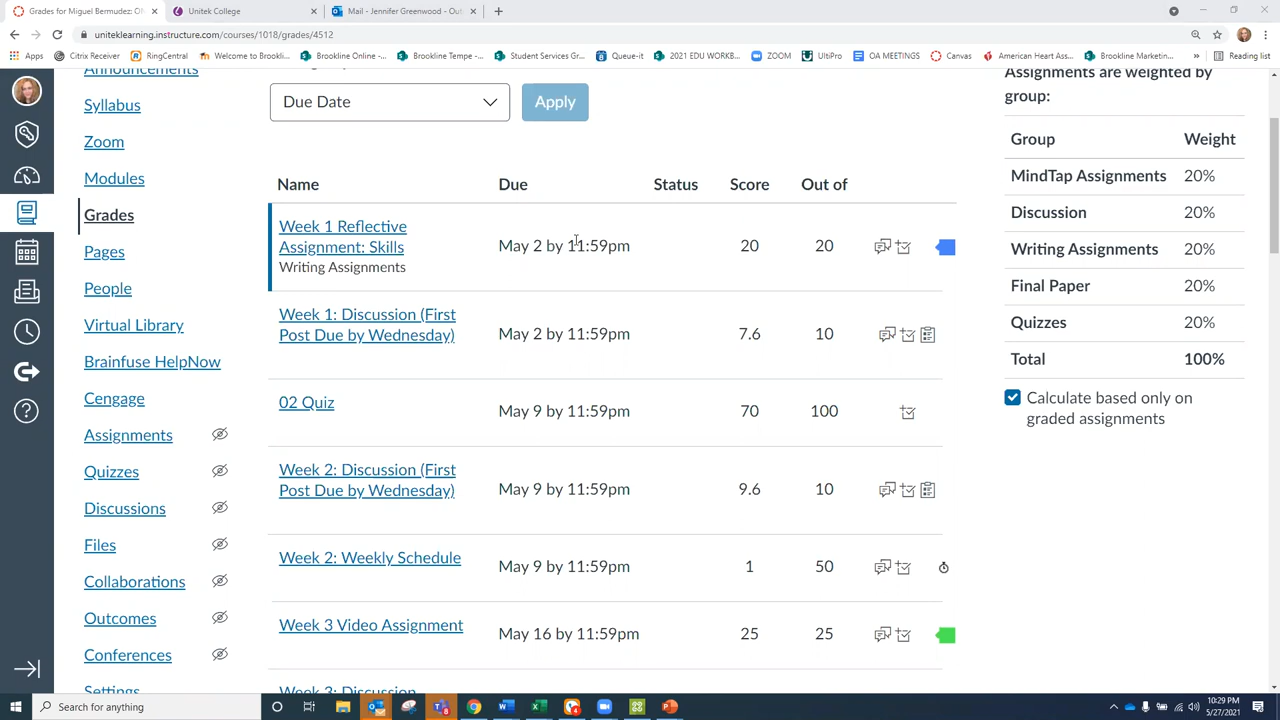 Grades for Miguel Bermudez: ON
Unitek College
Mail - Jennifer Greenwood - Out
uniteklearning.instructure.com/courses/1018/grades/4512
Apps
Citrix Receiver
RingCentral
Welcome to Brookli...
Brookline Online -...
Brookline Tempe -...
Student Services Gr...
Queue-it
2021 EDU WORKB...
ZOOM
UltiPro
OA MEETINGS
Canvas
American Heart Ass...
Brookline Marketin...
»
Reading list
Announcements
Syllabus
Zoom
Modules
Grades
Pages
People
Virtual Library
Brainfuse HelpNow
Cengage
Assignments
Quizzes
Discussions
Files
Collaborations
Outcomes
Conferences
Settings
Due Date
Apply
Name Due Status Score Out of
Week 1 Reflective
Assignment: Skills
Writing Assignments
May 2 by 11:59pm 20 20
Week 1: Discussion (First
Post Due by Wednesday)
May 2 by 11:59pm 7.6 10
02 Quiz May 9 by 11:59pm 70 100
Week 2: Discussion (First
Post Due by Wednesday)
May 9 by 11:59pm 9.6 10
Week 2: Weekly Schedule May 9 by 11:59pm 1 50
Week 3 Video Assignment May 16 by 11:59pm 25 25
Week 3: Discussion
Assignments are weighted by
group:
Group Weight
MindTap Assignments 20%
Discussion 20%
Writing Assignments 20%
Final Paper 20%
Quizzes 20%
Total 100%
Calculate based only on
graded assignments
Search for anything
10:29 PM
5/27/2021